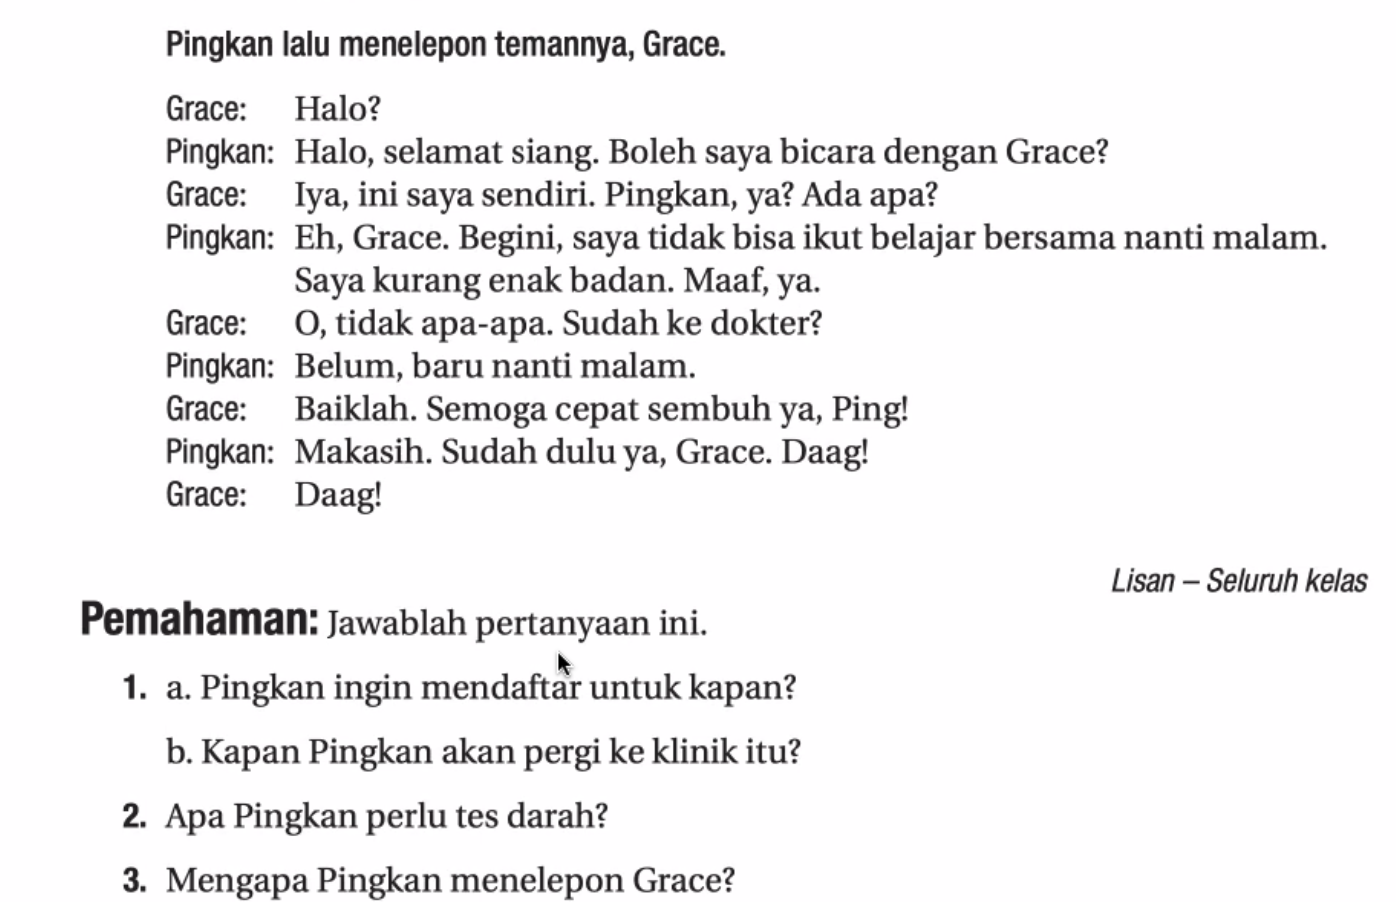 Pingkan lalu menelepon temannya, Grace.
Grace: Halo?
Pingkan: Halo, selamat siang. Boleh saya bicara dengan Grace?
Grace: Iya, ini saya sendiri. Pingkan, ya? Ada apa?
Pingkan: Eh, Grace. Begini, saya tidak bisa ikut belajar bersama nanti malam.
Saya kurang enak badan. Maaf, ya.
Grace: O, tidak apa-apa. Sudah ke dokter?
Pingkan: Belum, baru nanti malam.
Grace: Baiklah. Semoga cepat sembuh ya, Ping!
Pingkan: Makasih. Sudah dulu ya, Grace. Daag!
Grace: Daag!
Lisan – Seluruh kelas
Pemahaman: Jawablah pertanyaan ini.
1. a. Pingkan ingin mendaftar untuk kapan?
b. Kapan Pingkan akan pergi ke klinik itu?
2. Apa Pingkan perlu tes darah?
3. Mengapa Pingkan menelepon Grace?